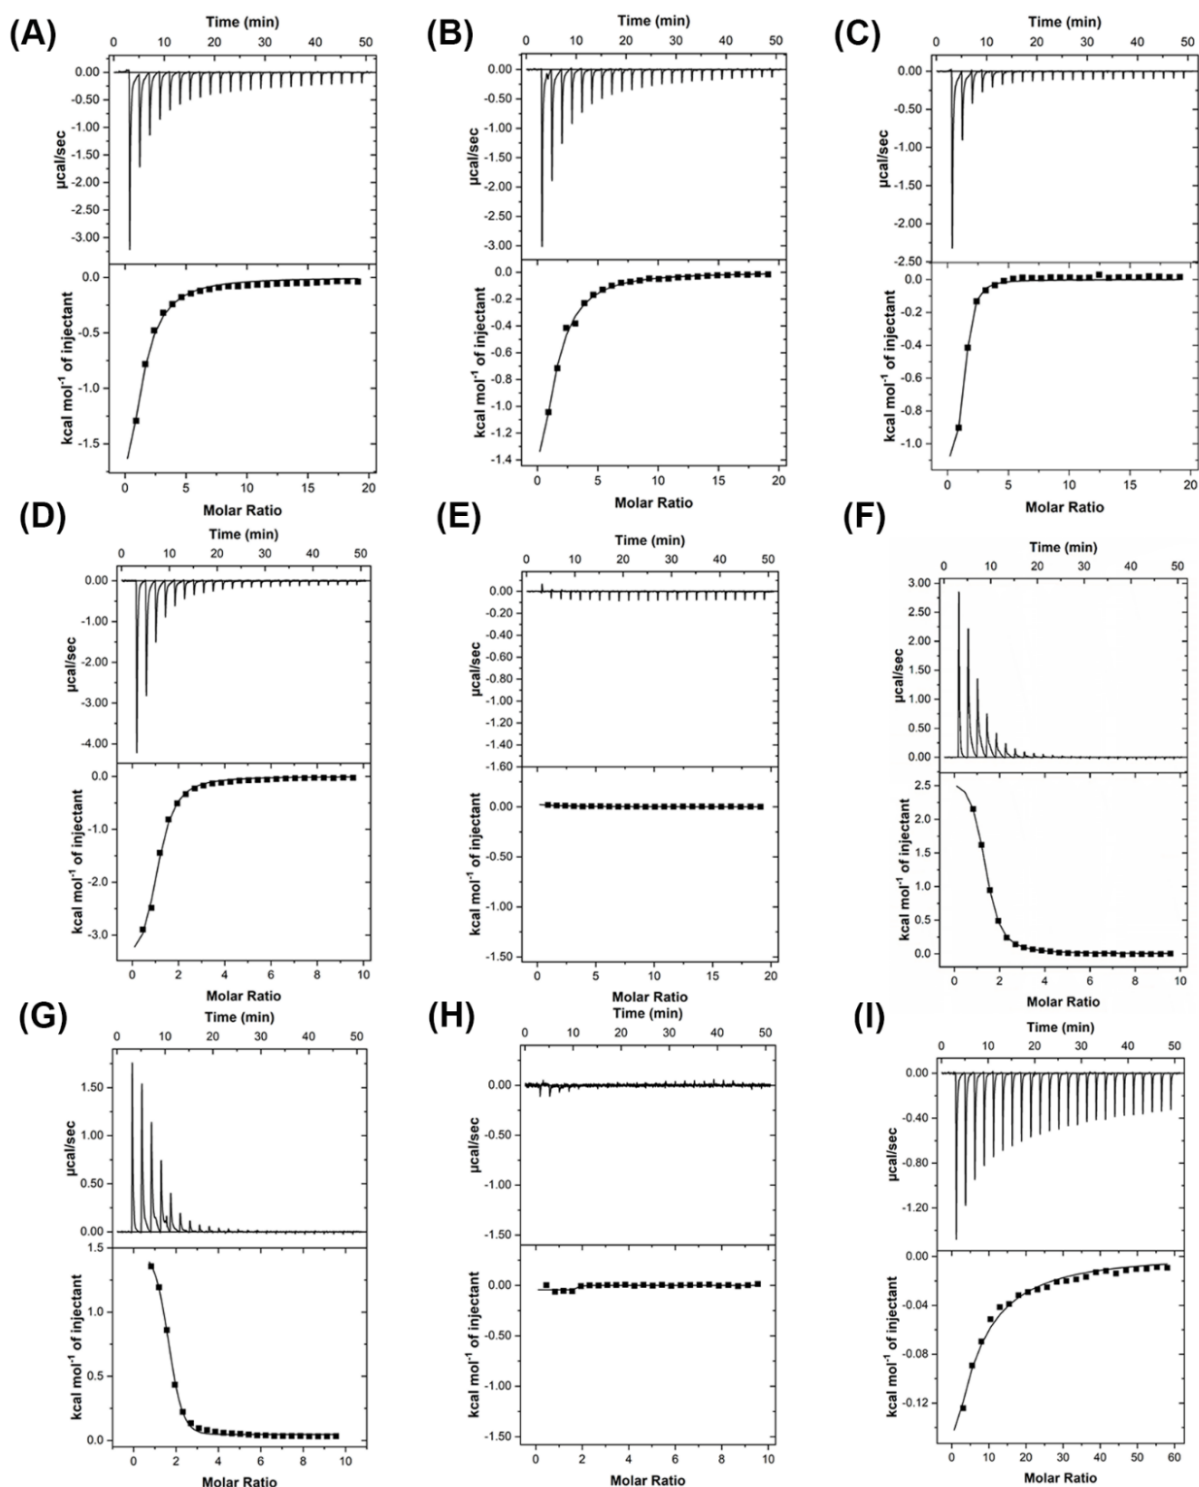 (A)
Time (min)
0 10 20 30 40 50
0.00
-0.50
-1.00
-1.50
-2.00
-2.50
-3.00
µcal/sec
0.0
-0.5
-1.0
-1.5
kcal mol⁻¹ of injectant
0 5 10 15 20
Molar Ratio
(B)
Time (min)
0 10 20 30 40 50
0.00
-0.50
-1.00
-1.50
-2.00
-2.50
-3.00
µcal/sec
0.0
-0.2
-0.4
-0.6
-0.8
-1.0
-1.2
-1.4
kcal mol⁻¹ of injectant
0 5 10 15 20
Molar Ratio
(C)
Time (min)
0 10 20 30 40 50
0.00
-0.50
-1.00
-1.50
-2.00
-2.50
µcal/sec
0.0
-0.2
-0.4
-0.6
-0.8
-1.0
kcal mol⁻¹ of injectant
0 5 10 15 20
Molar Ratio
(D)
Time (min)
0 10 20 30 40 50
0.00
-1.00
-2.00
-3.00
-4.00
µcal/sec
0.0
-1.0
-2.0
-3.0
kcal mol⁻¹ of injectant
0 2 4 6 8 10
Molar Ratio
(E)
Time (min)
0 10 20 30 40 50
0.00
-0.20
-0.40
-0.60
-0.80
-1.00
-1.20
-1.40
-1.60
µcal/sec
0.00
-0.50
-1.00
-1.50
kcal mol⁻¹ of injectant
0 5 10 15 20
Molar Ratio
(F)
Time (min)
0 10 20 30 40 50
3.00
2.50
2.00
1.50
1.00
0.50
0.00
µcal/sec
2.5
2.0
1.5
1.0
0.5
0.0
kcal mol⁻¹ of injectant
0 2 4 6 8 10
Molar Ratio
(G)
Time (min)
0 10 20 30 40 50
1.50
1.00
0.50
0.00
µcal/sec
1.5
1.0
0.5
0.0
kcal mol⁻¹ of injectant
0 2 4 6 8 10
Molar Ratio
(H)
Time (min)
0 10 20 30 40 50
0.00
-0.50
-1.00
-1.50
µcal/sec
0.00
-0.50
-1.00
-1.50
kcal mol⁻¹ of injectant
0 2 4 6 8 10
Molar Ratio
(I)
Time (min)
0 10 20 30 40 50
0.00
-0.40
-0.80
-1.20
µcal/sec
0.00
-0.04
-0.08
-0.12
kcal mol⁻¹ of injectant
0 10 20 30 40 50 60
Molar Ratio